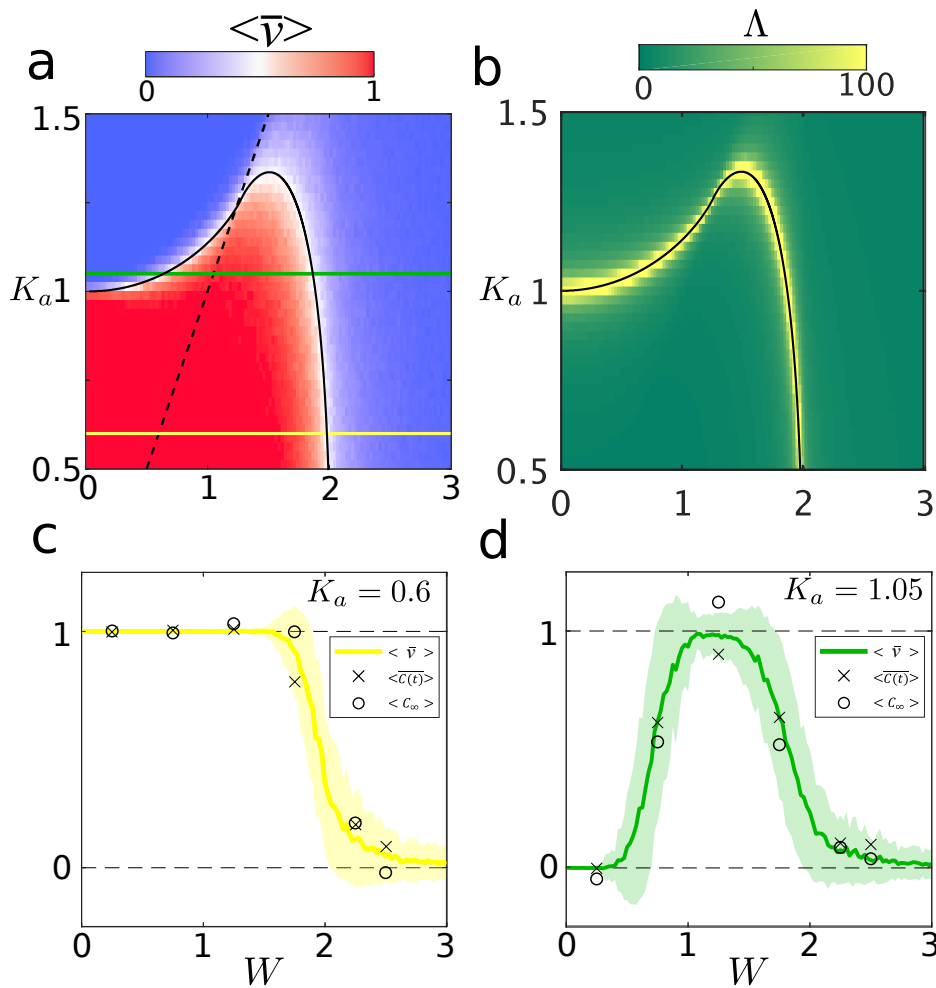 a
<v̄>
0 1
1.5
K_a 1
0.5
0 1 2 3
b
Λ
0 100
1.5
K_a 1
0.5
0 1 2 3
c
K_a = 0.6
1
0
<v̄>
<C(t)>
<C_∞>
0 1 2 3
W
d
K_a = 1.05
1
0
<v̄>
<C(t)>
<C_∞>
0 1 2 3
W